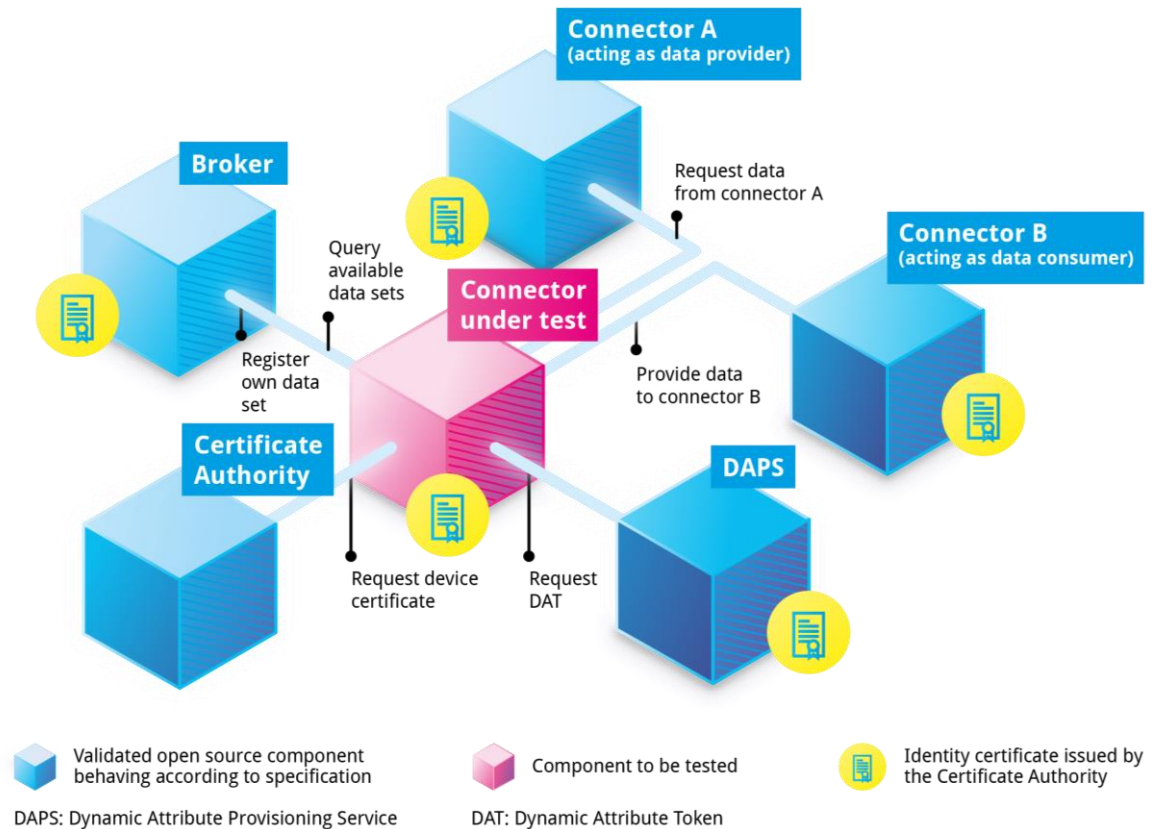 Connector A
(acting as data provider)
Broker
Request data
from connector A
Connector B
(acting as data consumer)
Query
available
data sets
Connector
under test
Register
own data
set
Provide data
to connector B
Certificate
Authority
DAPS
Request device
certificate
Request
DAT
Validated open source component
behaving according to specification
Component to be tested
Identity certificate issued by
the Certificate Authority
DAPS: Dynamic Attribute Provisioning Service
DAT: Dynamic Attribute Token